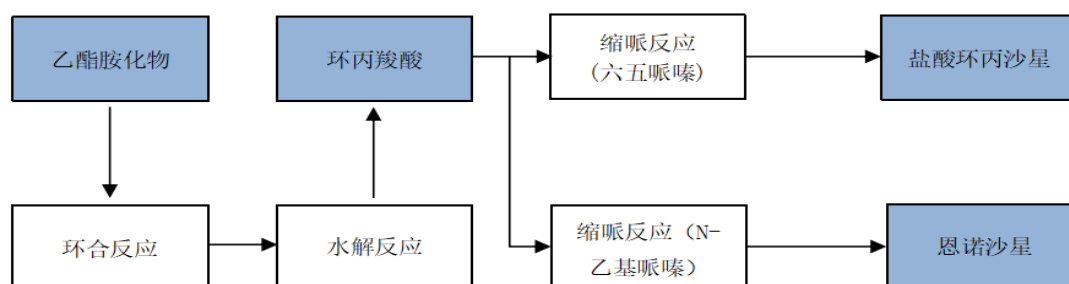 乙酯胺化物
环丙羧酸
缩哌反应
(六五哌嗪)
盐酸环丙沙星
环合反应
水解反应
缩哌反应（N-
乙基哌嗪）
恩诺沙星